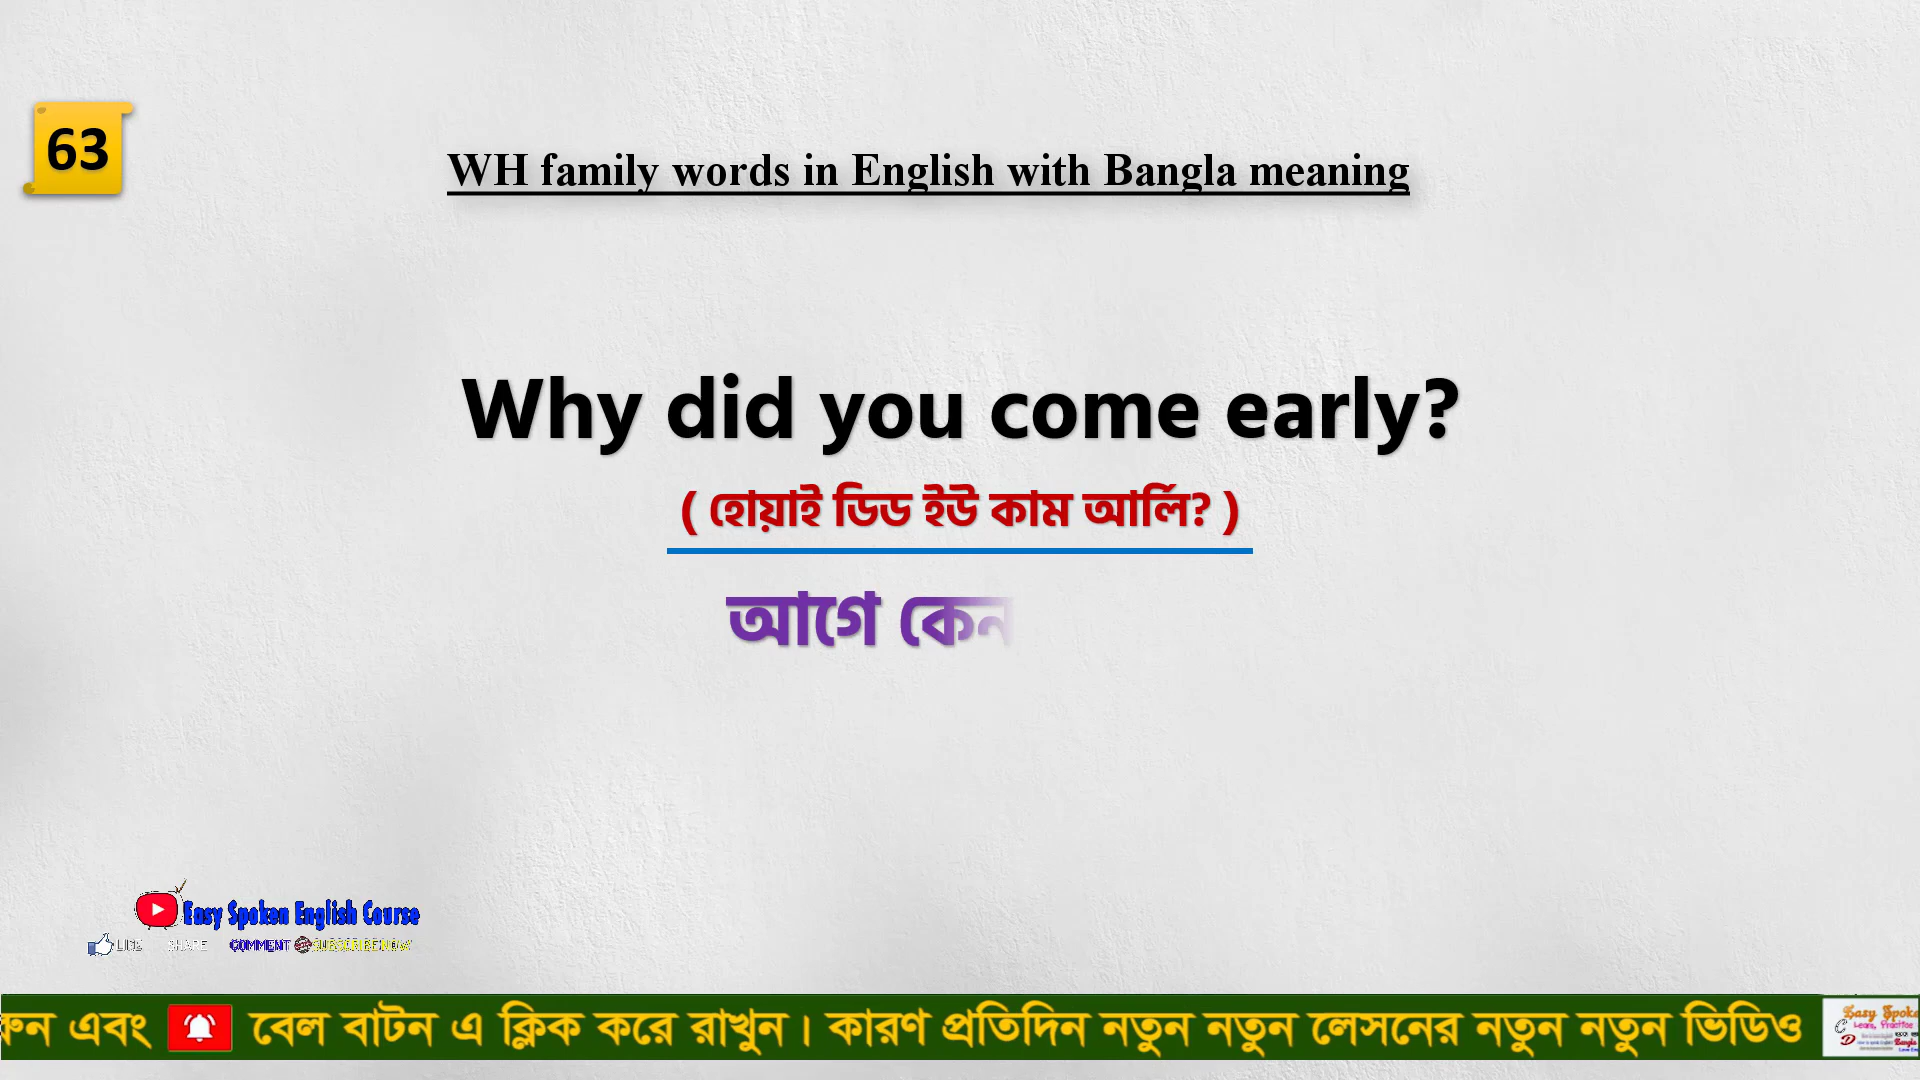 63
WH family words in English with Bangla meaning
Why did you come early?
( হোয়াই ডিড ইউ কাম আর্লি? )
আগে কেন
Easy Spoken English Course
LIKE SHARE COMMENT SUBSCRIBE NOW
রুন এবং বেল বাটন এ ক্লিক করে রাখুন। কারণ প্রতিদিন নতুন নতুন লেসনের নতুন নতুন ভিডিও